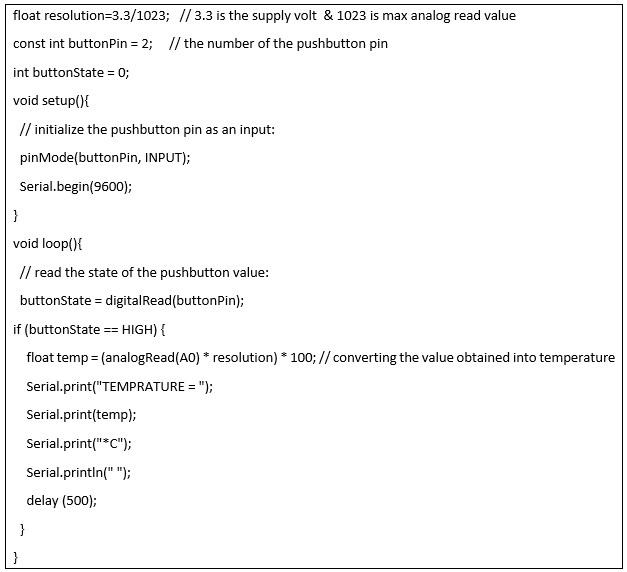 float resolution=3.3/1023;   // 3.3 is the supply volt  & 1023 is max analog read value
const int buttonPin = 2;     // the number of the pushbutton pin
int buttonState = 0;
void setup(){
  // initialize the pushbutton pin as an input:
  pinMode(buttonPin, INPUT);
  Serial.begin(9600);
}
void loop(){
  // read the state of the pushbutton value:
  buttonState = digitalRead(buttonPin);
if (buttonState == HIGH) {
    float temp = (analogRead(A0) * resolution) * 100; // converting the value obtained into temperature
    Serial.print("TEMPRATURE = ");
    Serial.print(temp);
    Serial.print("*C");
    Serial.println(" ");
    delay (500);
  }
}